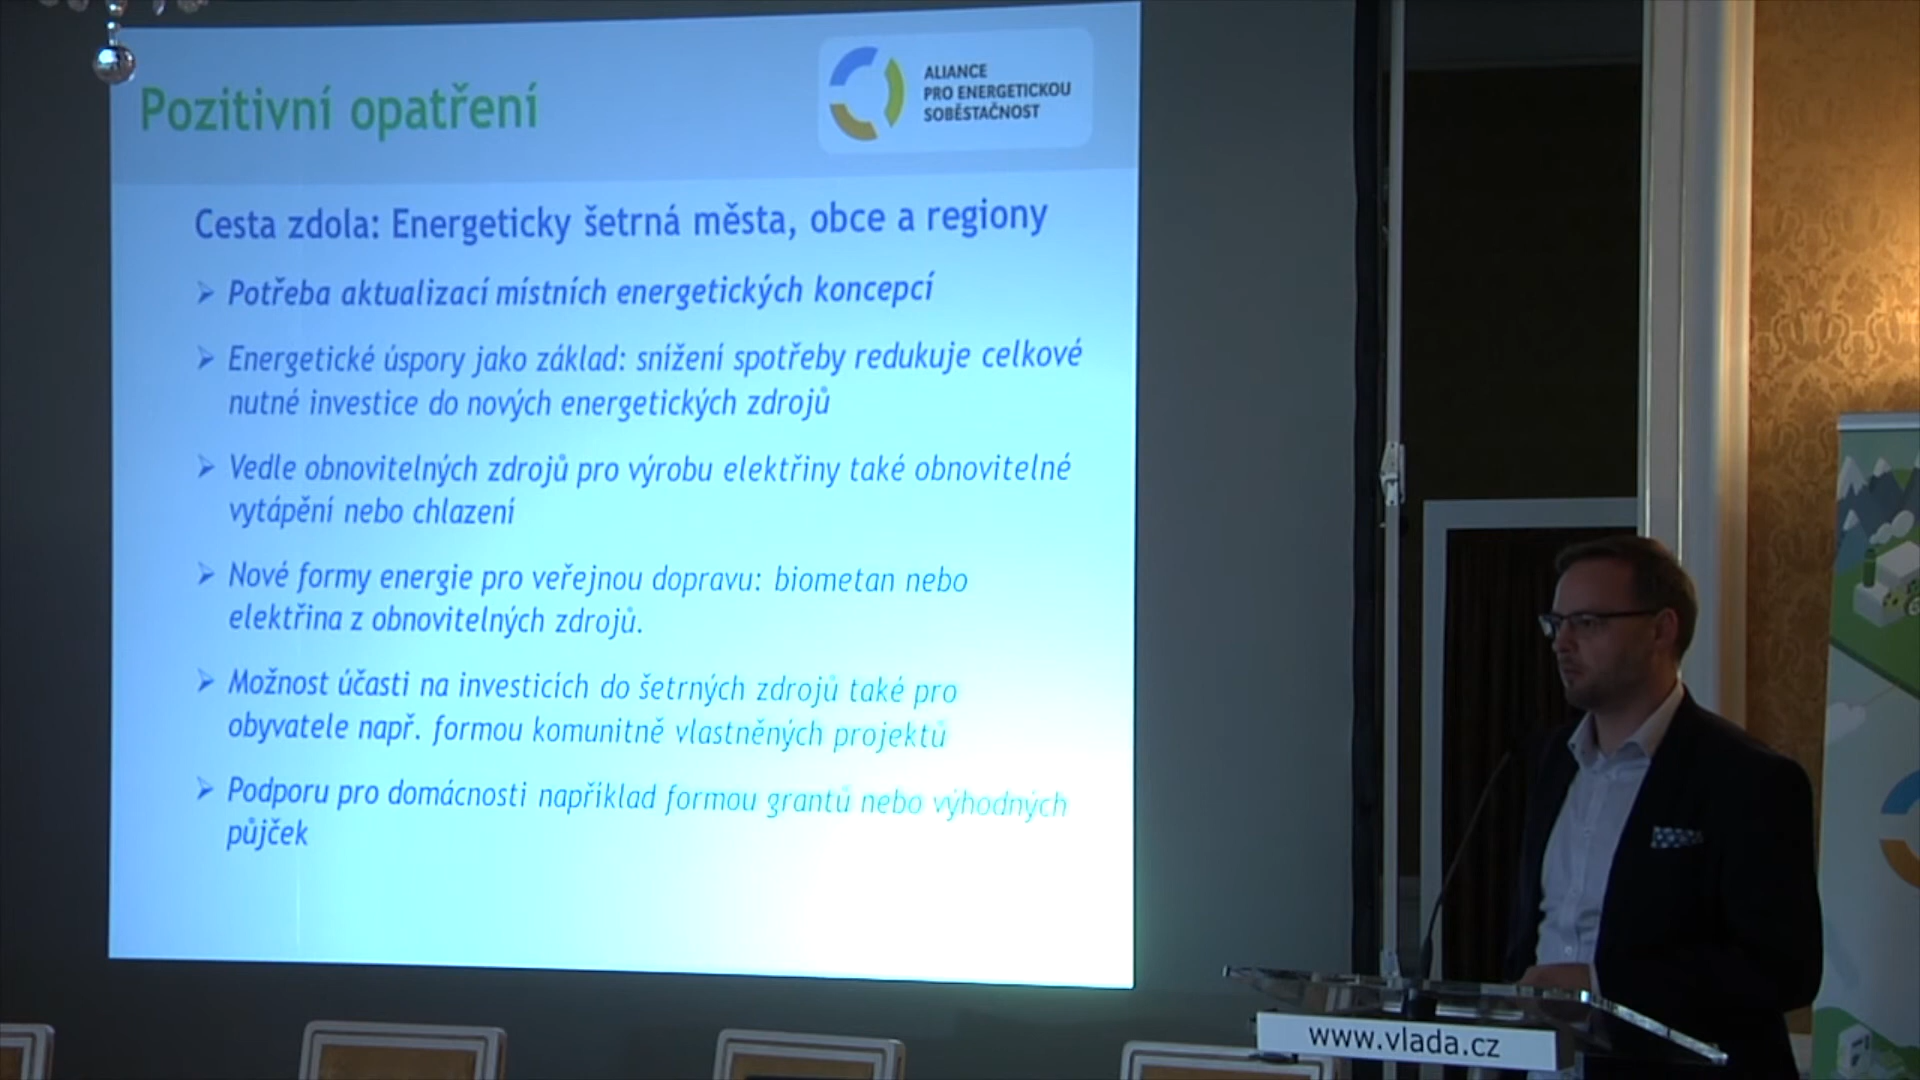 Pozitivní opatření
ALIANCE
PRO ENERGETICKOU
SOBĚSTAČNOST
Cesta zdola: Energeticky šetrná města, obce a regiony
➢ Potřeba aktualizací místních energetických koncepcí
➢ Energetické úspory jako základ: snížení spotřeby redukuje celkové
nutné investice do nových energetických zdrojů
➢ Vedle obnovitelných zdrojů pro výrobu elektřiny také obnovitelné
vytápění nebo chlazení
➢ Nové formy energie pro veřejnou dopravu: biometan nebo
elektřina z obnovitelných zdrojů.
➢ Možnost účasti na investicích do šetrných zdrojů také pro
obyvatele např. formou komunitně vlastněných projektů
➢ Podporu pro domácnosti například formou grantů nebo výhodných
půjček
www.vlada.cz